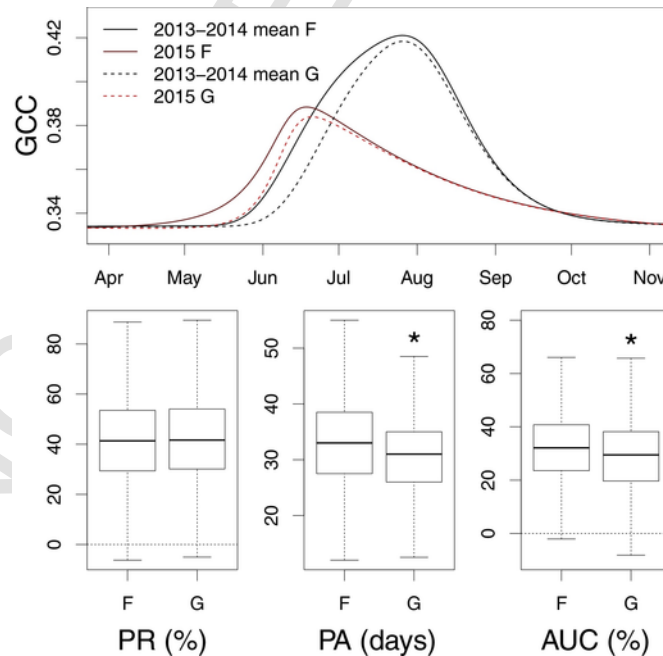 0.42
0.38
0.34
GCC
2013−2014 mean F
2015 F
2013−2014 mean G
2015 G
Apr May Jun Jul Aug Sep Oct Nov
80
60
40
20
0
F G
PR (%)
50
40
30
20
*
F G
PA (days)
80
60
40
20
0
*
F G
AUC (%)